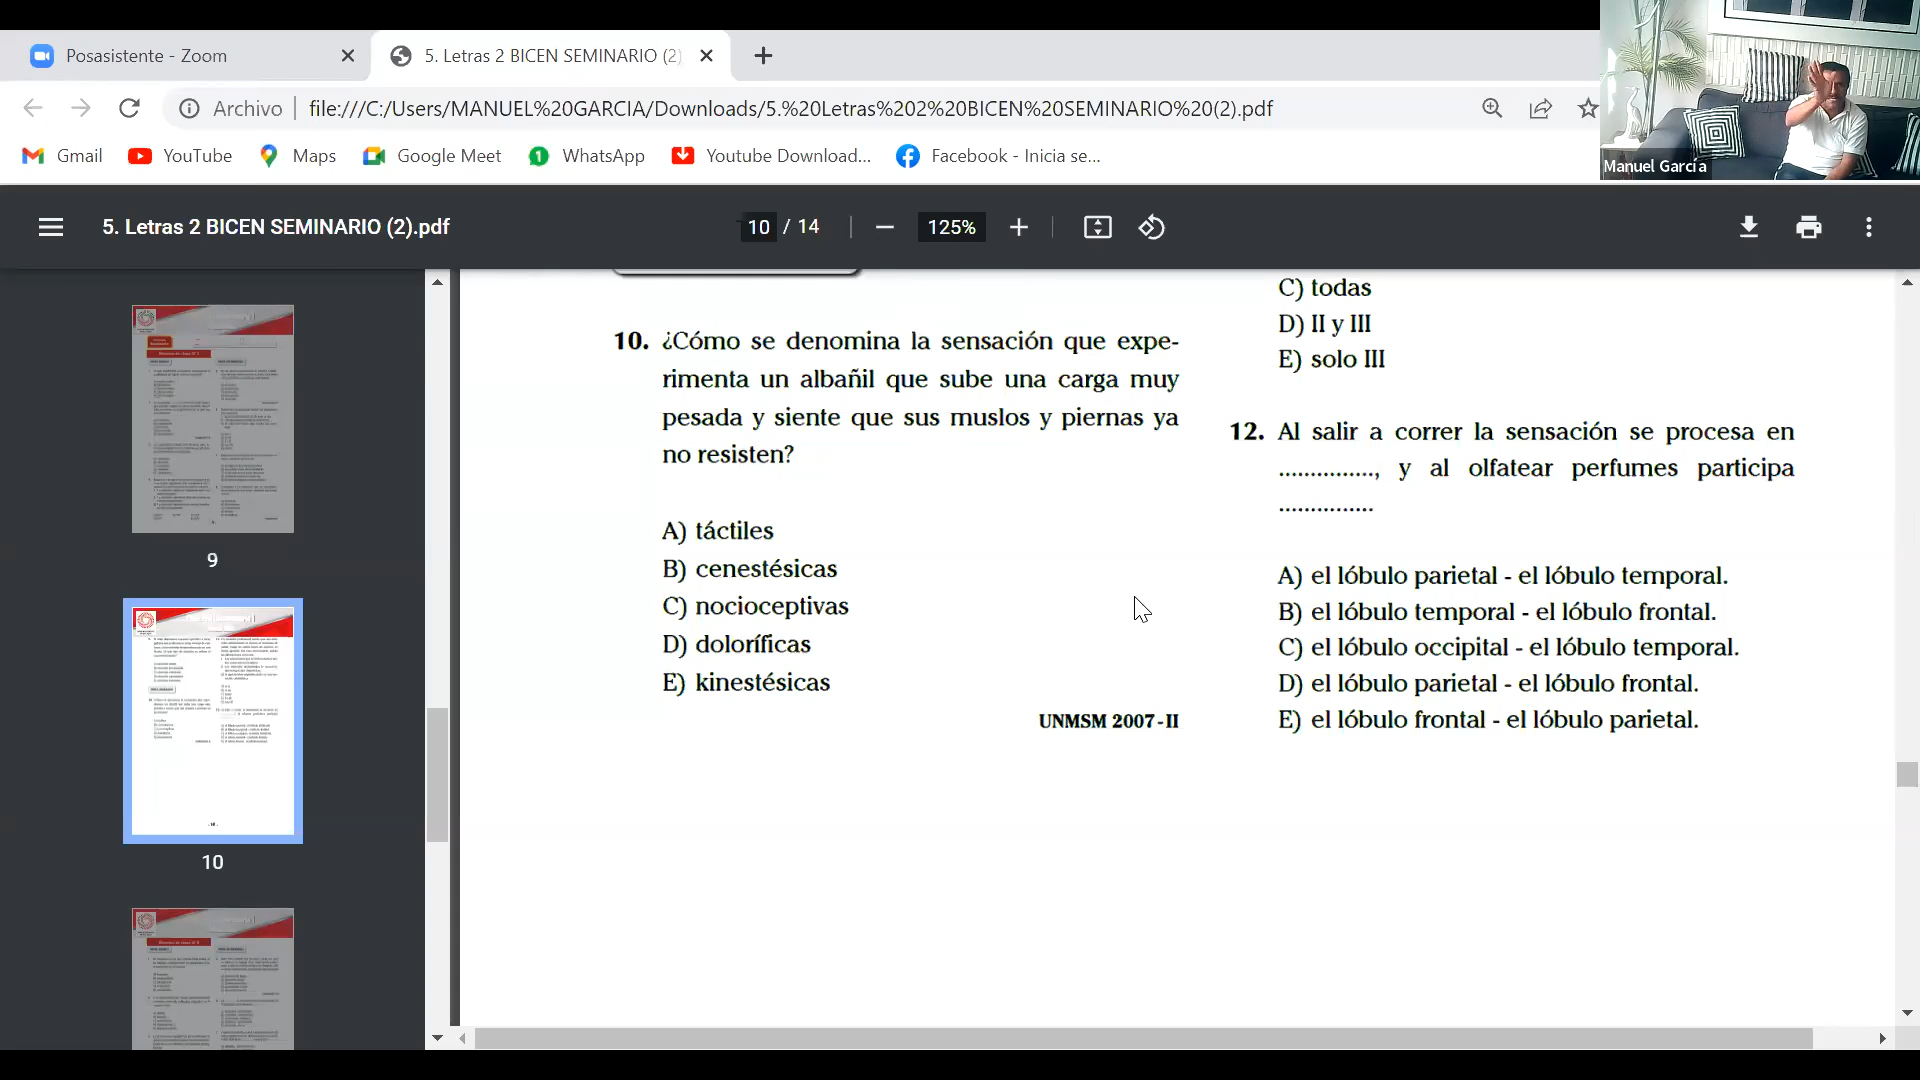 Posasistente - Zoom
5. Letras 2 BICEN SEMINARIO (2)
Archivo
file:///C:/Users/MANUEL%20GARCIA/Downloads/5.%20Letras%202%20BICEN%20SEMINARIO%20(2).pdf
Gmail
YouTube
Maps
Google Meet
WhatsApp
Youtube Download...
Facebook - Inicia se...
Manuel García
5. Letras 2 BICEN SEMINARIO (2).pdf
10 / 14
125%
9
10
10. ¿Cómo se denomina la sensación que expe-
rimenta un albañil que sube una carga muy
pesada y siente que sus muslos y piernas ya
no resisten?
A) táctiles
B) cenestésicas
C) nocioceptivas
D) doloríficas
E) kinestésicas
UNMSM 2007-II
C) todas
D) II y III
E) solo III
12. Al salir a correr la sensación se procesa en
..............., y al olfatear perfumes participa
...............
A) el lóbulo parietal - el lóbulo temporal.
B) el lóbulo temporal - el lóbulo frontal.
C) el lóbulo occipital - el lóbulo temporal.
D) el lóbulo parietal - el lóbulo frontal.
E) el lóbulo frontal - el lóbulo parietal.